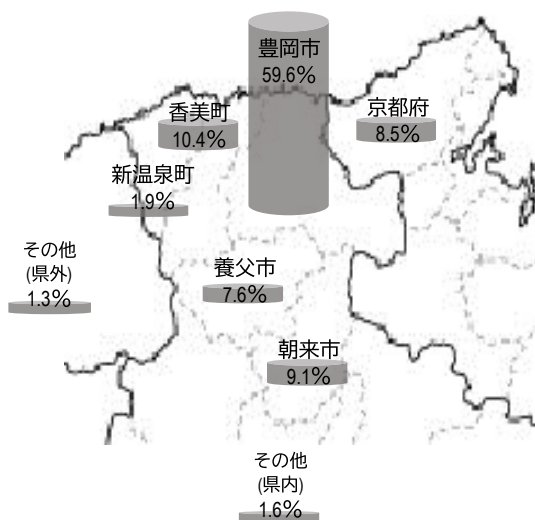 豊岡市
59.6%
香美町
10.4%
京都府
8.5%
新温泉町
1.9%
その他
(県外)
1.3%
養父市
7.6%
朝来市
9.1%
その他
(県内)
1.6%